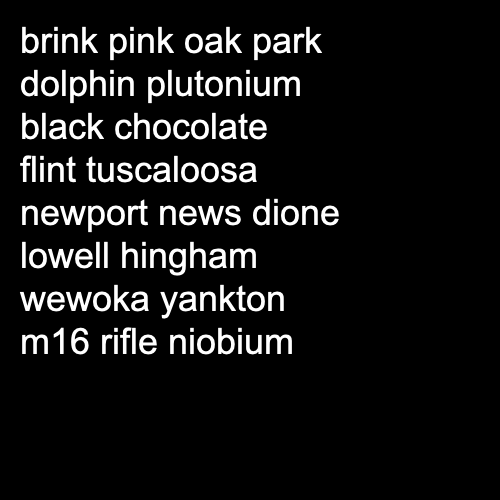 brink pink oak park
dolphin plutonium
black chocolate
flint tuscaloosa
newport news dione
lowell hingham
wewoka yankton
m16 rifle niobium